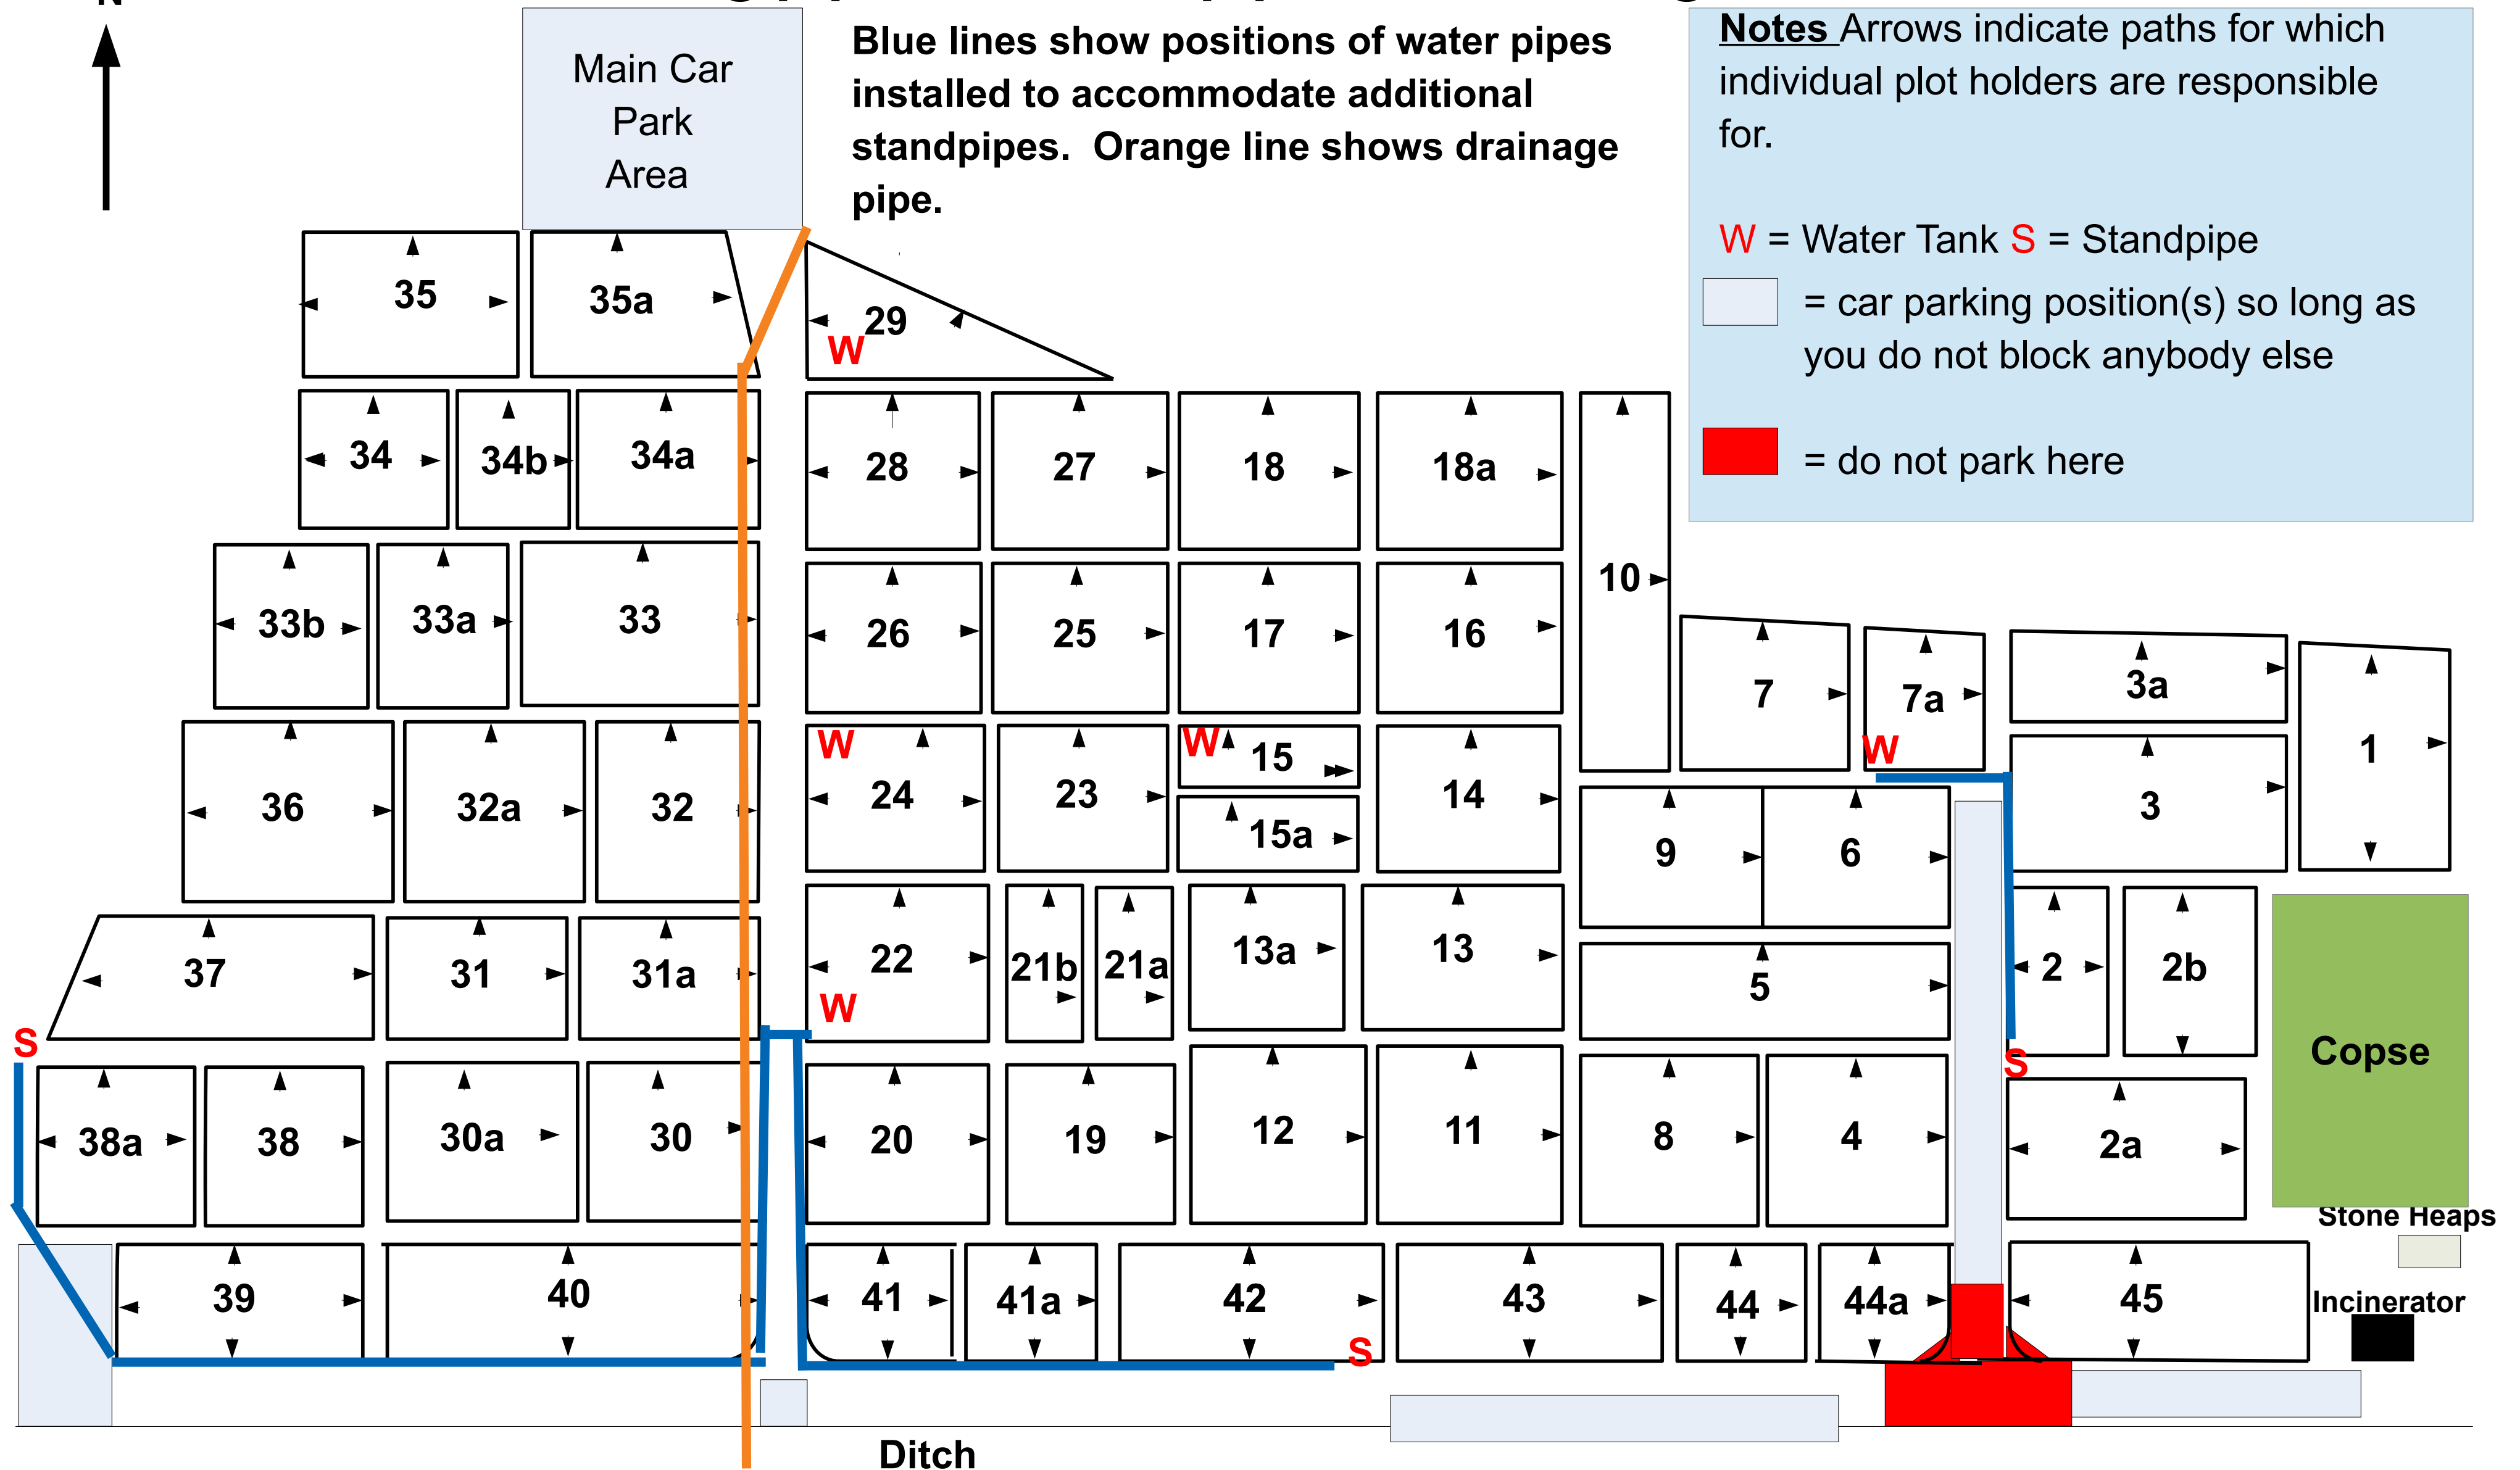 N
Main Car
Park
Area
Blue lines show positions of water pipes
installed to accommodate additional
standpipes. Orange line shows drainage
pipe.
Notes Arrows indicate paths for which
individual plot holders are responsible
for.
W = Water Tank S = Standpipe
= car parking position(s) so long as
you do not block anybody else
= do not park here
35
35a
29
W
34
34b
34a
28
27
18
18a
10
33b
33a
33
26
25
17
16
7
7a
W
3a
1
36
32a
32
W
24
23
W
15
15a
14
9
6
3
37
31
31a
22
W
21b
21a
13a
13
5
2
2b
Copse
S
S
38a
38
30a
30
20
19
12
11
8
4
2a
Stone Heaps
39
40
41
41a
42
S
43
44
44a
45
Incinerator
Ditch